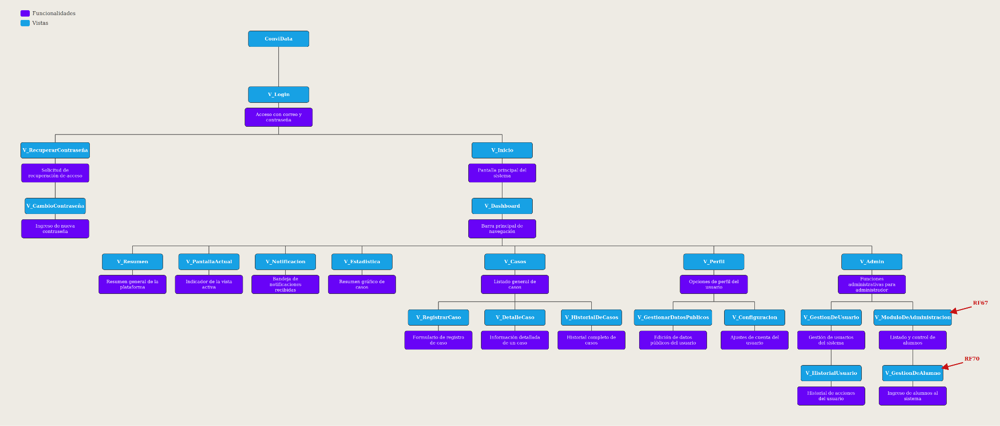 Funcionalidades
Vistas
ConviData
V_Login
Acceso con correo y
contraseña
V_RecuperarContraseña
V_Inicio
Solicitud de
recuperación de acceso
Pantalla principal del
sistema
V_CambioContraseña
V_Dashboard
Ingreso de nueva
contraseña
Barra principal de
navegación
V_Resumen
V_PantallaActual
V_Notificacion
V_Estadistica
V_Casos
V_Perfil
V_Admin
Resumen general de la
plataforma
Indicador de la vista
activa
Bandeja de
notificaciones
recibidas
Resumen gráfico de
casos
Listado general de
casos
Opciones de perfil del
usuario
Funciones
administrativas para
administrador
RF67
V_RegistrarCaso
V_DetalleCaso
V_HistorialDeCasos
V_GestionarDatosPublicos
V_Configuracion
V_GestionDeUsuario
V_ModuloDeAdministracion
Formulario de registro
de caso
Información detallada
de un caso
Historial completo de
casos
Edición de datos
públicos del usuario
Ajustes de cuenta del
usuario
Gestión de usuarios
del sistema
Listado y control de
alumnos
RF70
V_HistorialUsuario
V_GestionDeAlumno
Historial de acciones
del usuario
Ingreso de alumnos al
sistema